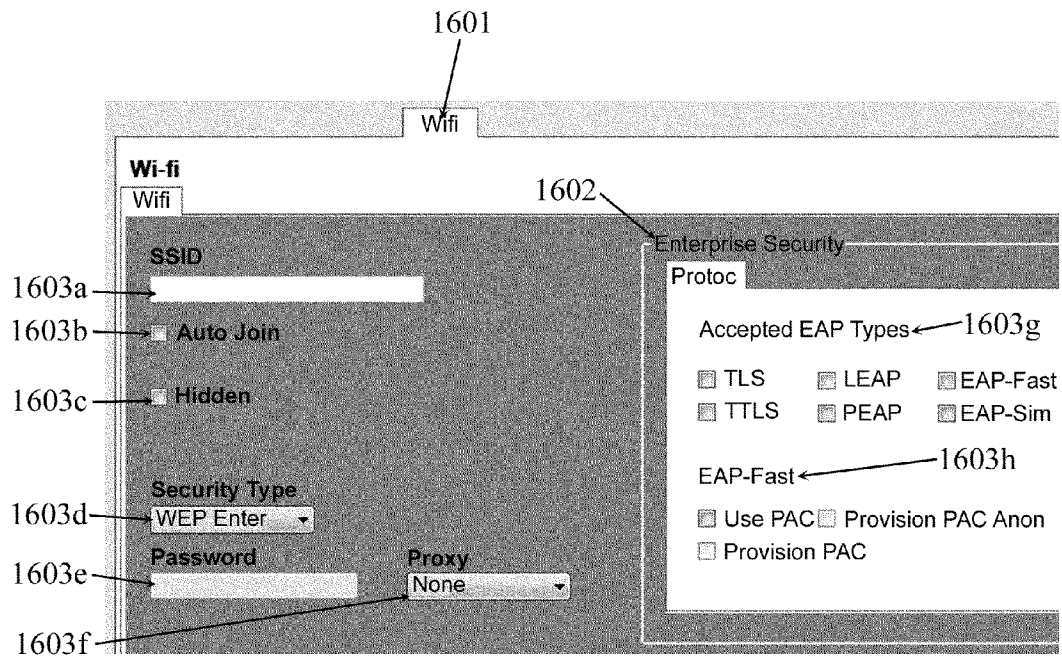 1601
Wifi
Wi-fi
Wifi
1602
Enterprise Security
SSID
Protoc
1603a
1603b
Auto Join
Accepted EAP Types
1603g
1603c
Hidden
TLS LEAP EAP-Fast
TTLS PEAP EAP-Sim
1603h
EAP-Fast
Security Type
1603d
WEP Enter
Use PAC Provision PAC Anon
Password
Proxy
Provision PAC
1603e
None
1603f